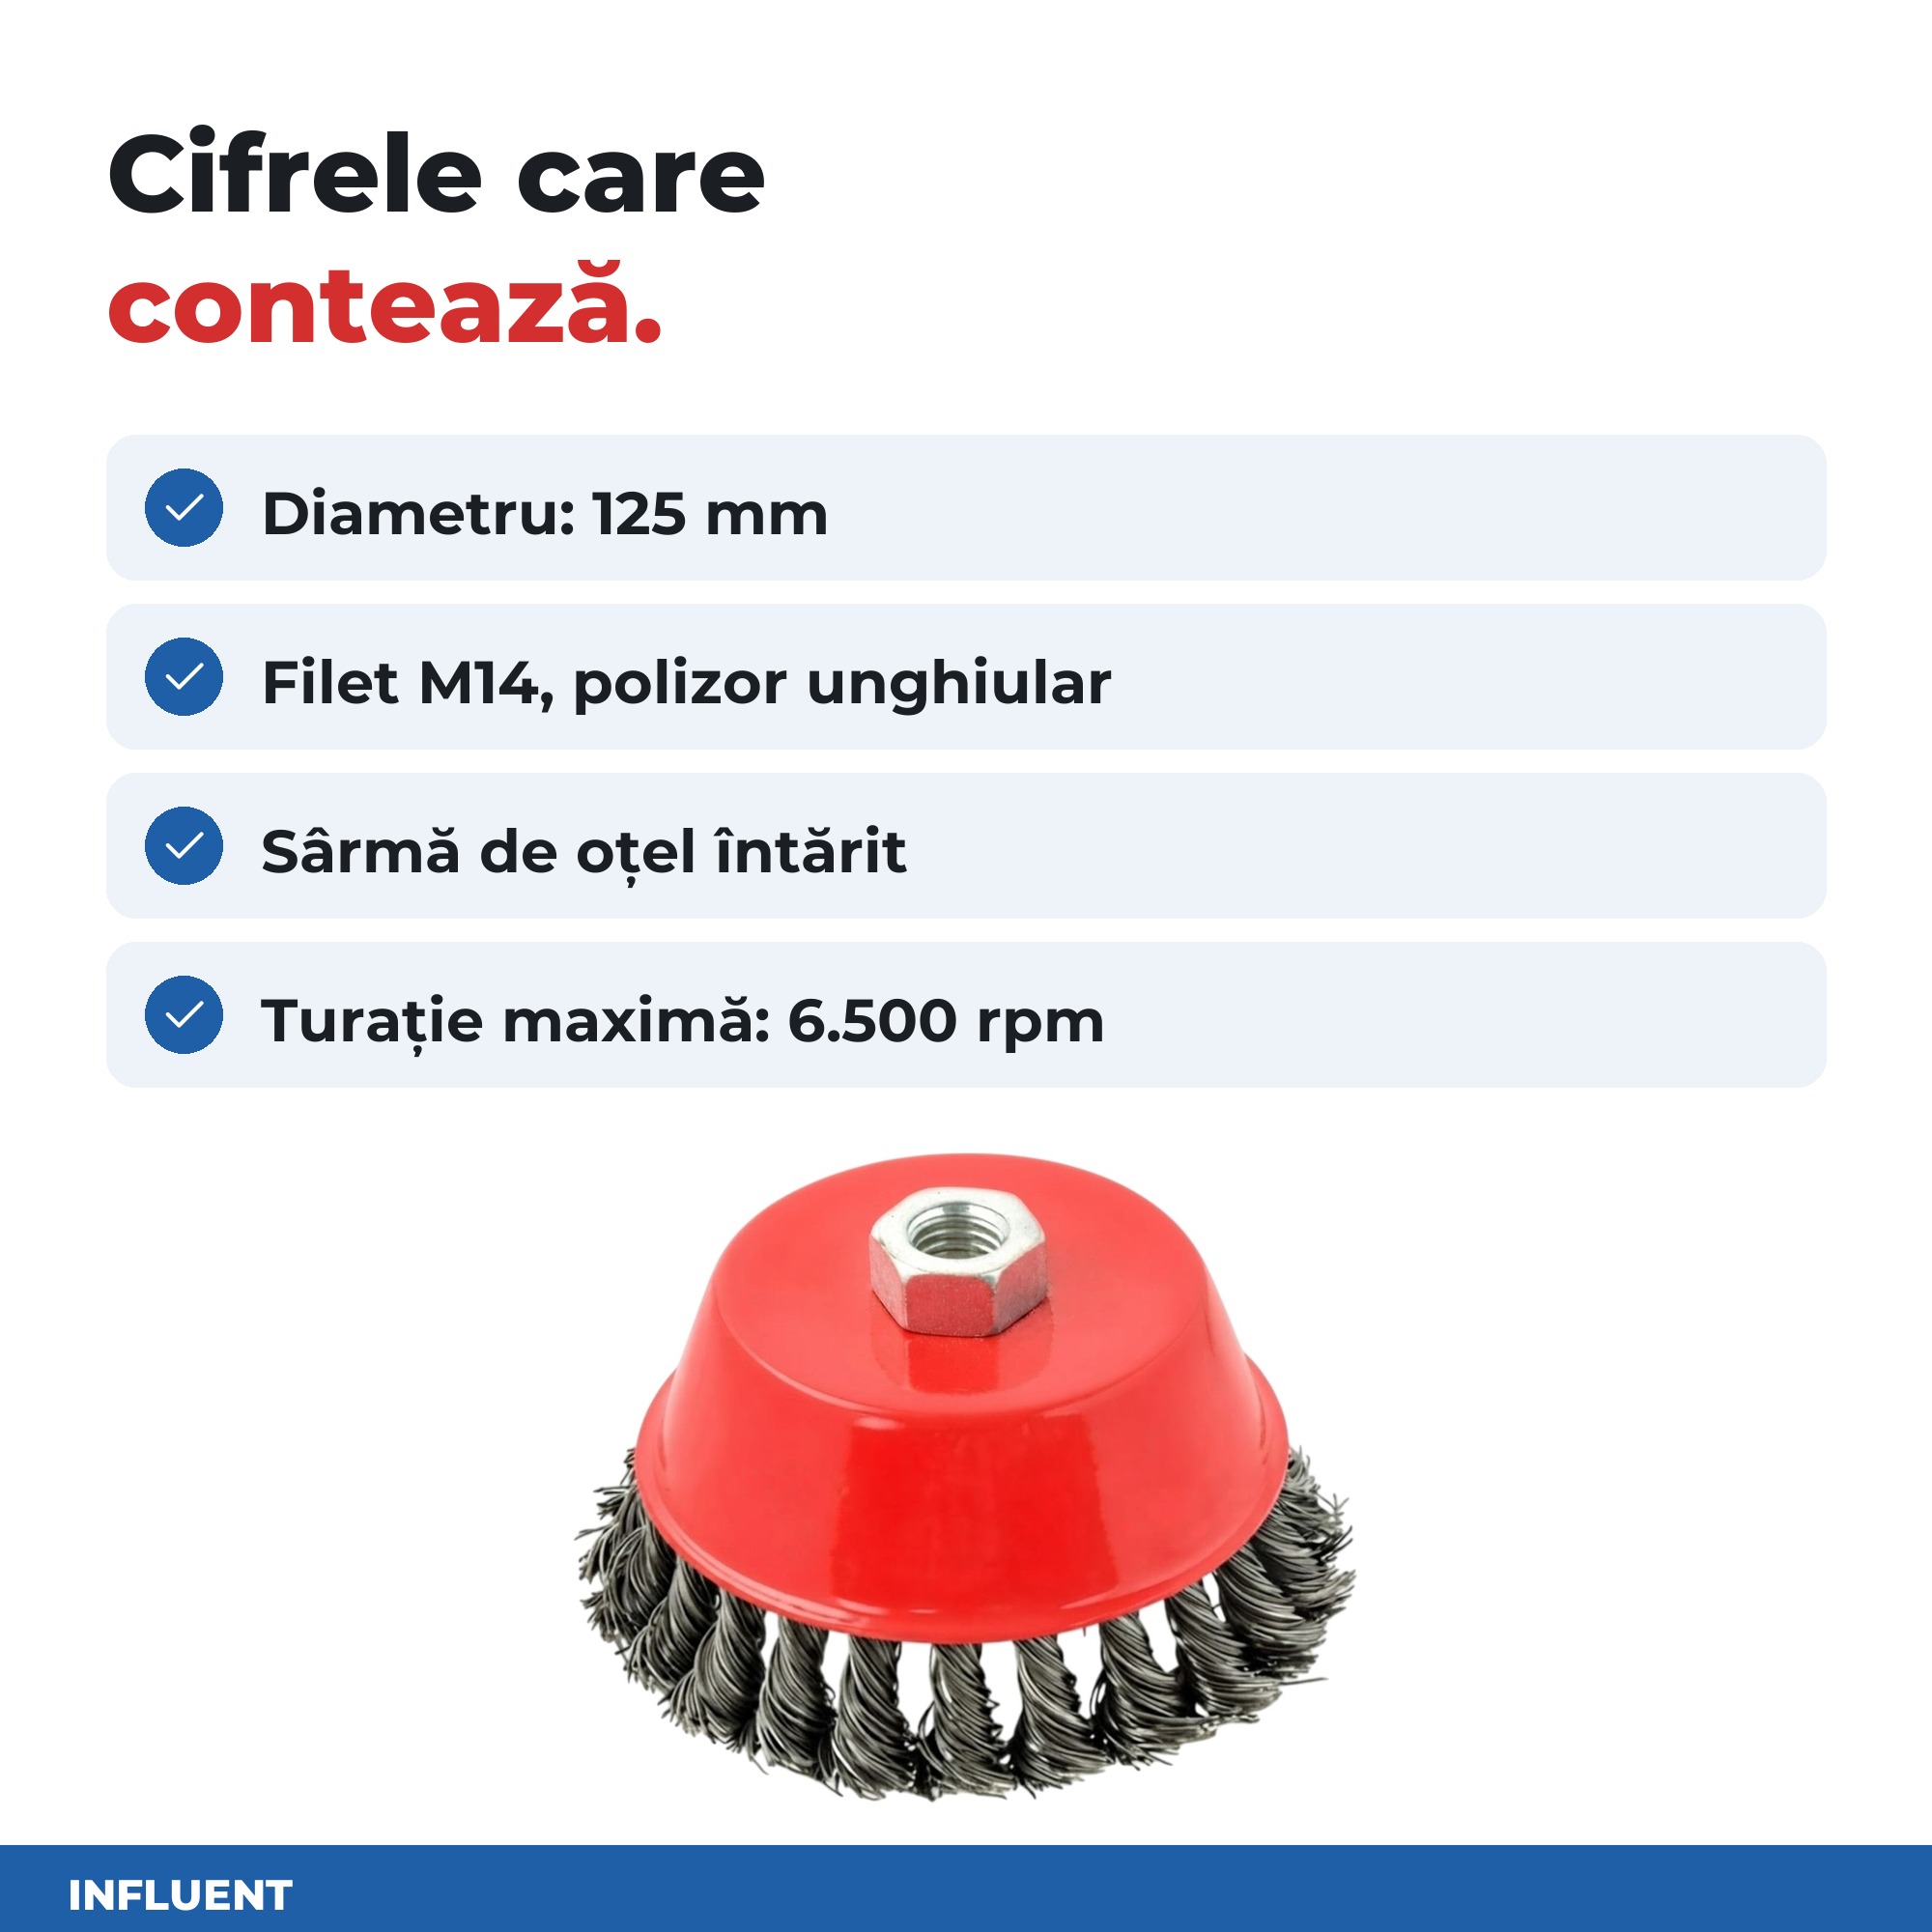 Cifrele care
contează.
Diametru: 125 mm
Filet M14, polizor unghiular
Sârmă de oțel întărit
Turație maximă: 6.500 rpm
INFLUENT